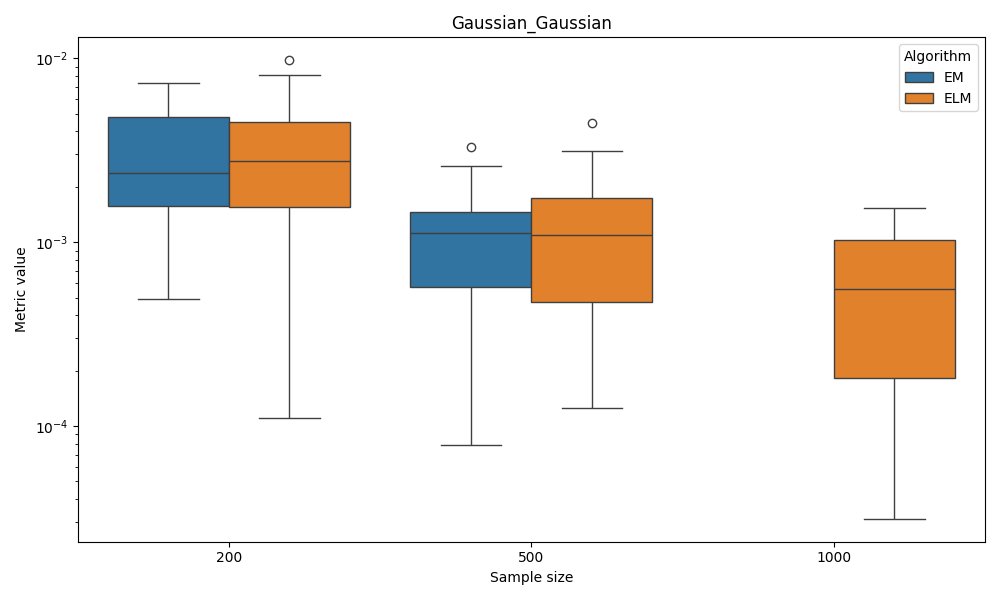 Gaussian_Gaussian
Algorithm
EM
ELM
Metric value
10⁻²
10⁻³
10⁻⁴
200
500
1000
Sample size